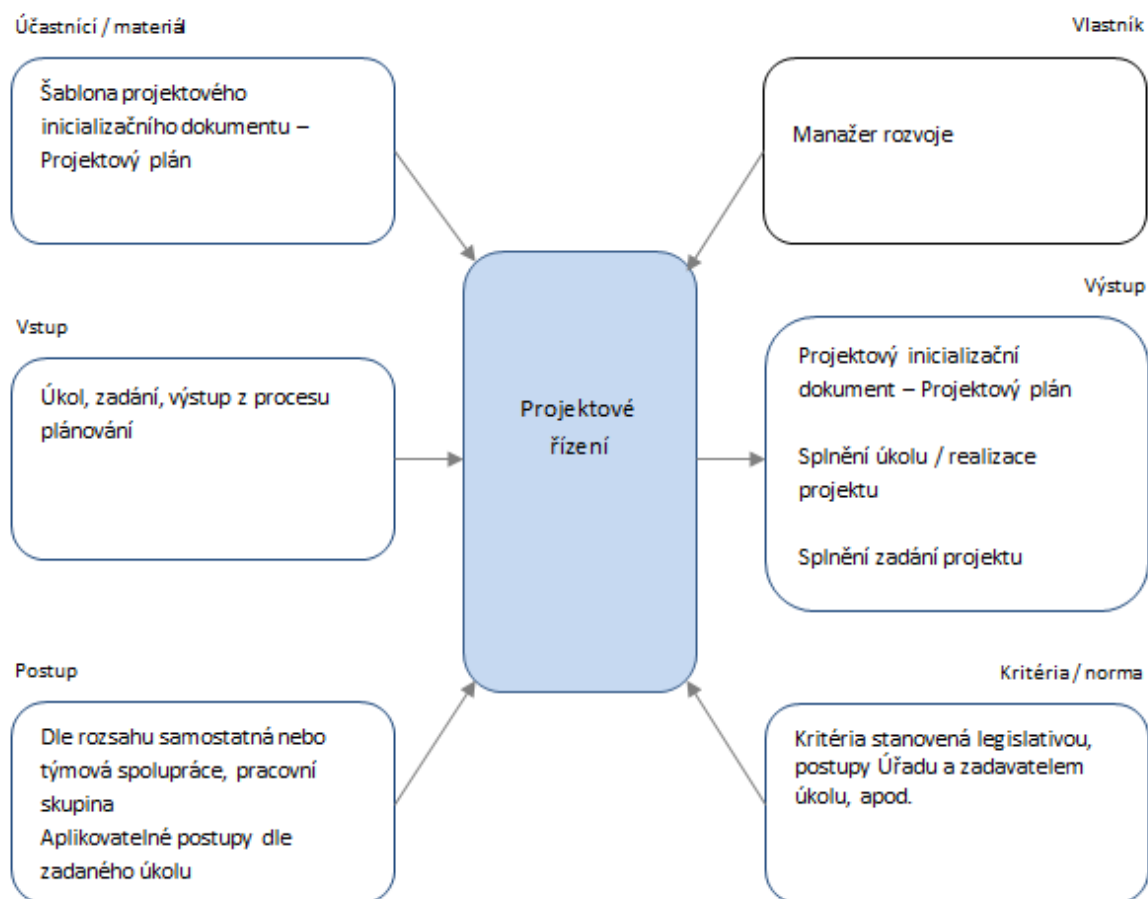 Účastnící / materiál
Šablona projektového
inicializačního dokumentu –
Projektový plán
Vlastník
Manažer rozvoje
Vstup
Úkol, zadání, výstup z procesu
plánování
Projektové
řízení
Výstup
Projektový inicializační
dokument – Projektový plán
Splnění úkolu / realizace
projektu
Splnění zadání projektu
Postup
Dle rozsahu samostatná nebo
týmová spolupráce, pracovní
skupina
Aplikovatelné postupy dle
zadaného úkolu
Kritéria / norma
Kritéria stanovená legislativou,
postupy Úřadu a zadavatelem
úkolu, apod.